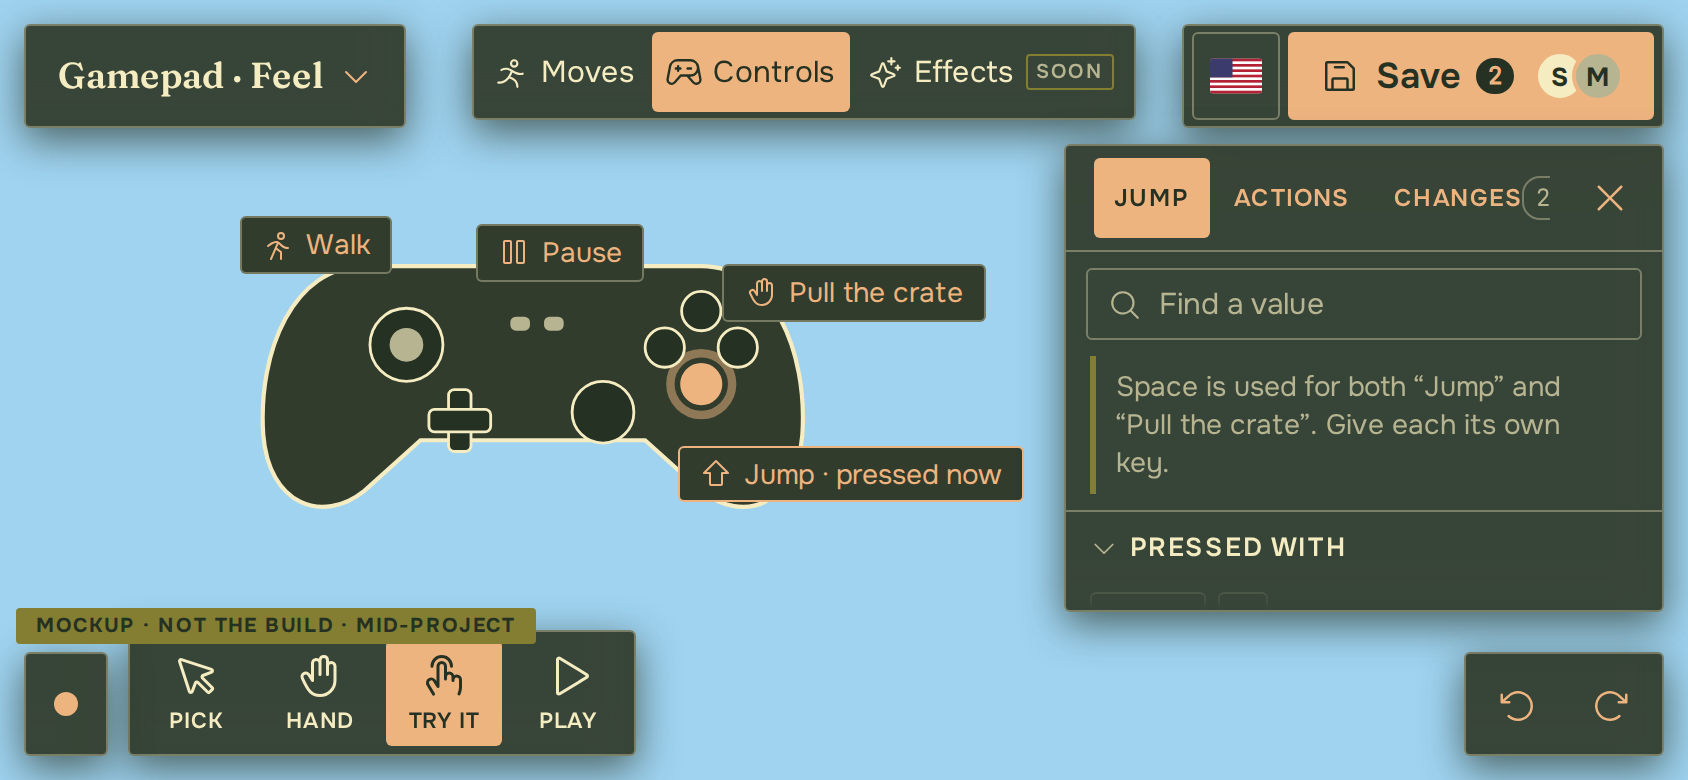 Gamepad · Feel
Moves
Controls
Effects SOON
Save 2 S M
JUMP
ACTIONS
CHANGES 2
Find a value
Space is used for both “Jump” and
“Pull the crate”. Give each its own
key.
PRESSED WITH
Walk
Pause
Pull the crate
Jump · pressed now
MOCKUP · NOT THE BUILD · MID-PROJECT
PICK
HAND
TRY IT
PLAY